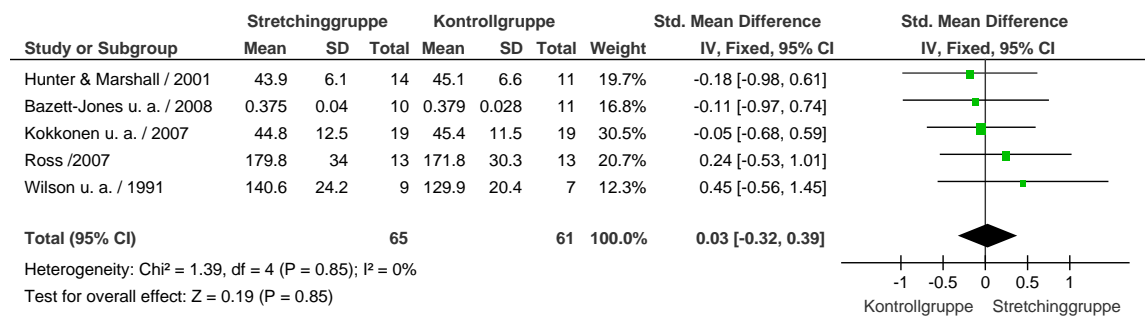 Stretchinggruppe Kontrollgruppe Std. Mean Difference Std. Mean Difference
Study or Subgroup Mean SD Total Mean SD Total Weight IV, Fixed, 95% CI IV, Fixed, 95% CI
Hunter & Marshall / 2001 43.9 6.1 14 45.1 6.6 11 19.7% -0.18 [-0.98, 0.61]
Bazett-Jones u. a. / 2008 0.375 0.04 10 0.379 0.028 11 16.8% -0.11 [-0.97, 0.74]
Kokkonen u. a. / 2007 44.8 12.5 19 45.4 11.5 19 30.5% -0.05 [-0.68, 0.59]
Ross /2007 179.8 34 13 171.8 30.3 13 20.7% 0.24 [-0.53, 1.01]
Wilson u. a. / 1991 140.6 24.2 9 129.9 20.4 7 12.3% 0.45 [-0.56, 1.45]
Total (95% CI) 65 61 100.0% 0.03 [-0.32, 0.39]
Heterogeneity: Chi² = 1.39, df = 4 (P = 0.85); I² = 0%
Test for overall effect: Z = 0.19 (P = 0.85)
-1 -0.5 0 0.5 1
Kontrollgruppe Stretchinggruppe